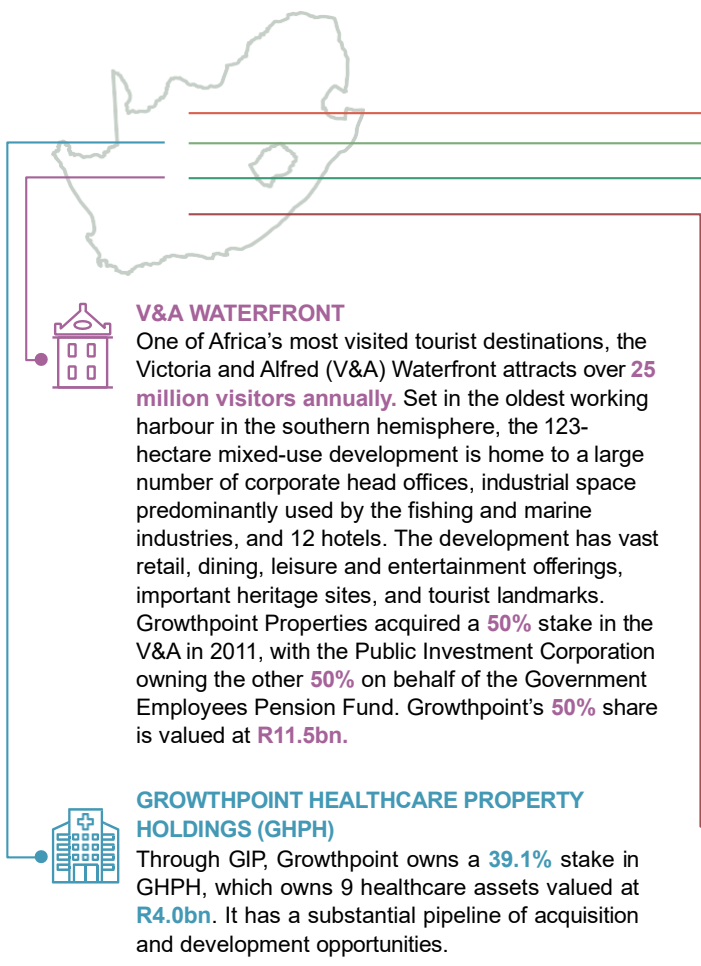 V&A WATERFRONT
One of Africa’s most visited tourist destinations, the
Victoria and Alfred (V&A) Waterfront attracts over 25
million visitors annually. Set in the oldest working
harbour in the southern hemisphere, the 123-
hectare mixed-use development is home to a large
number of corporate head offices, industrial space
predominantly used by the fishing and marine
industries, and 12 hotels. The development has vast
retail, dining, leisure and entertainment offerings,
important heritage sites, and tourist landmarks.
Growthpoint Properties acquired a 50% stake in the
V&A in 2011, with the Public Investment Corporation
owning the other 50% on behalf of the Government
Employees Pension Fund. Growthpoint’s 50% share
is valued at R11.5bn.
GROWTHPOINT HEALTHCARE PROPERTY
HOLDINGS (GHPH)
Through GIP, Growthpoint owns a 39.1% stake in
GHPH, which owns 9 healthcare assets valued at
R4.0bn. It has a substantial pipeline of acquisition
and development opportunities.